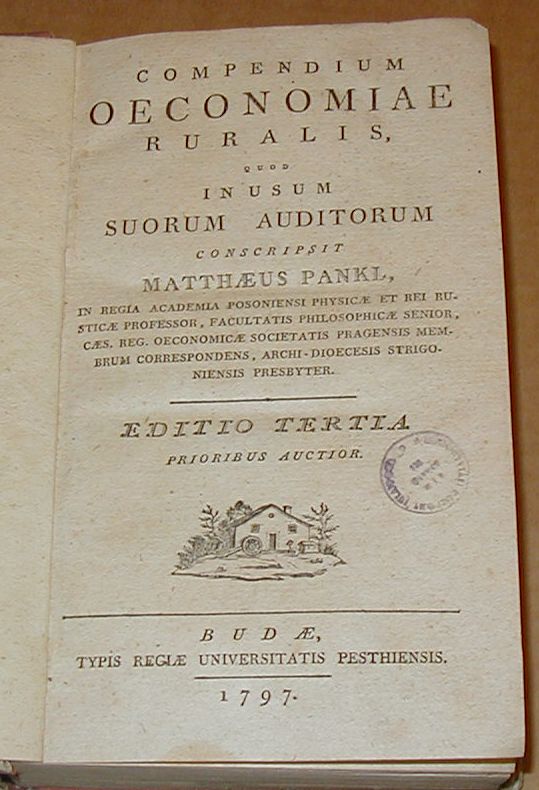 COMPENDIUM
OECONOMIAE
RURALIS,
QUOD
IN USUM
SUORUM AUDITORUM
CONSCRIPSIT
MATTHÆUS PANKL,
IN REGIA ACADEMIA POSONIENSI PHYSICÆ ET REI RU-
STICÆ PROFESSOR, FACULTATIS PHILOSOPHICÆ SENIOR,
CÆS. REG. OECONOMICÆ SOCIETATIS PRAGENSIS MEM-
BRUM CORRESPONDENS, ARCHI-DIOECESIS STRIGO-
NIENSIS PRESBYTER.
EDITIO TERTIA
PRIORIBUS AUCTIOR.
BUDÆ,
TYPIS REGIÆ UNIVERSITATIS PESTHIENSIS.
1797.